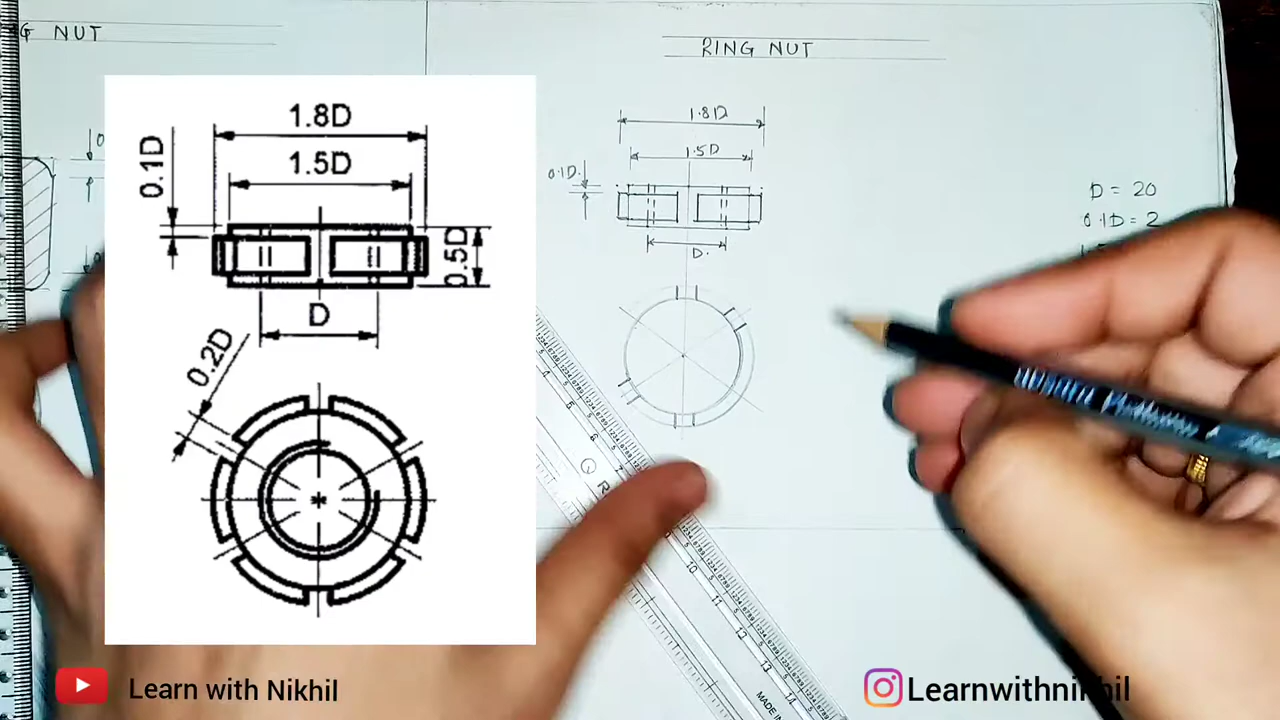 G NUT
RING NUT
1.8D
1.5D
0.1D
0.5D
D
0.2D
1.8D
1.5D
0.1D.
D.
D = 20
0.1D = 2
Learn with Nikhil
Learnwithnikhil